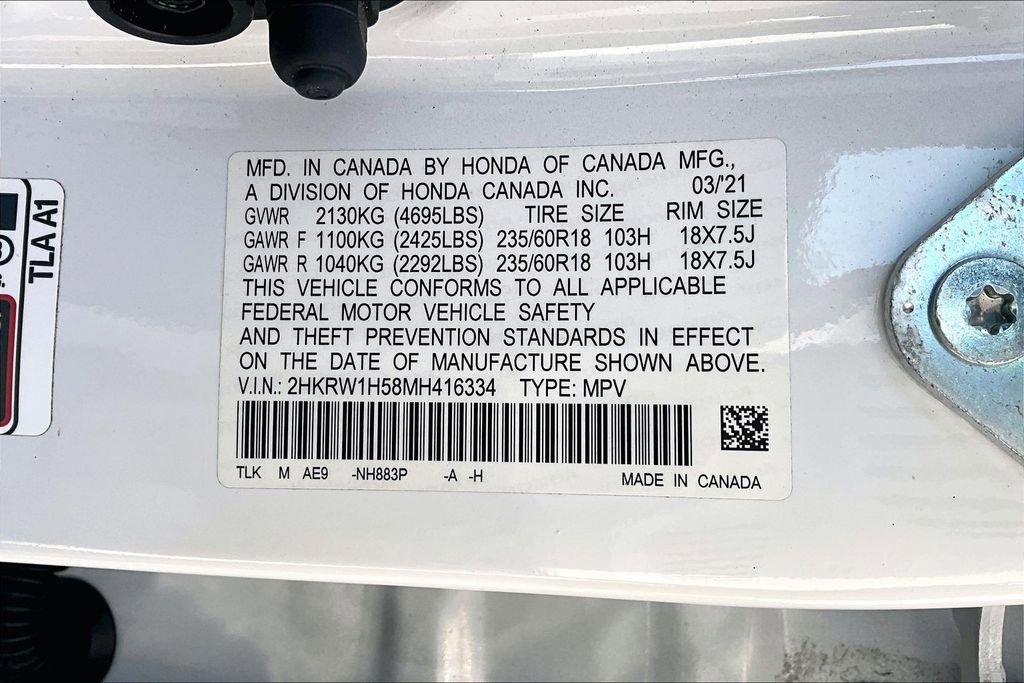 MFD. IN CANADA BY HONDA OF CANADA MFG.,
A DIVISION OF HONDA CANADA INC. 03/'21
GVWR 2130KG (4695LBS) TIRE SIZE RIM SIZE
GAWR F 1100KG (2425LBS) 235/60R18 103H 18X7.5J
GAWR R 1040KG (2292LBS) 235/60R18 103H 18X7.5J
THIS VEHICLE CONFORMS TO ALL APPLICABLE
FEDERAL MOTOR VEHICLE SAFETY
AND THEFT PREVENTION STANDARDS IN EFFECT
ON THE DATE OF MANUFACTURE SHOWN ABOVE.
V.I.N.: 2HKRW1H58MH416334 TYPE: MPV
TLK M AE9 -NH883P -A -H MADE IN CANADA
TLA A1